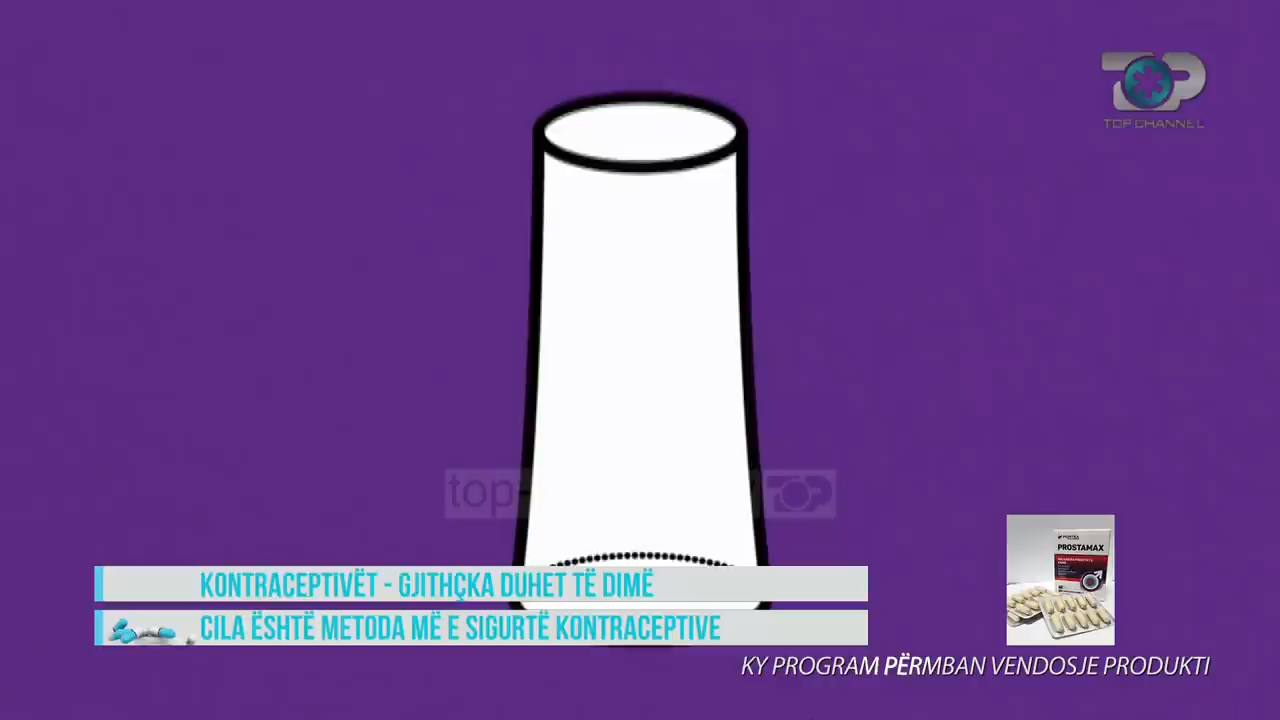 TOP CHANNEL
top-
KONTRACEPTIVËT - GJITHÇKA DUHET TË DIMË
CILA ËSHTË METODA MË E SIGURTË KONTRACEPTIVE
PROSTAMAX
KY PROGRAM PËRMBAN VENDOSJE PRODUKTI